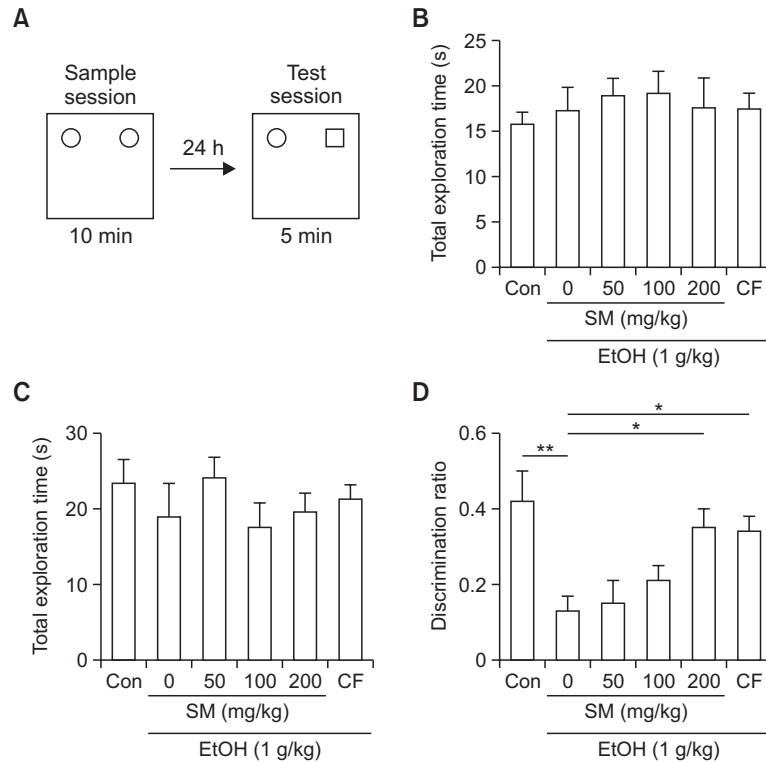 A
Sample session
Test session
24 h
10 min
5 min
B
Total exploration time (s)
25
20
15
10
5
0
Con 0 50 100 200 CF
SM (mg/kg)
EtOH (1 g/kg)
C
Total exploration time (s)
30
20
10
0
Con 0 50 100 200 CF
SM (mg/kg)
EtOH (1 g/kg)
D
Discrimination ratio
0.6
0.4
0.2
0
**
*
*
Con 0 50 100 200 CF
SM (mg/kg)
EtOH (1 g/kg)